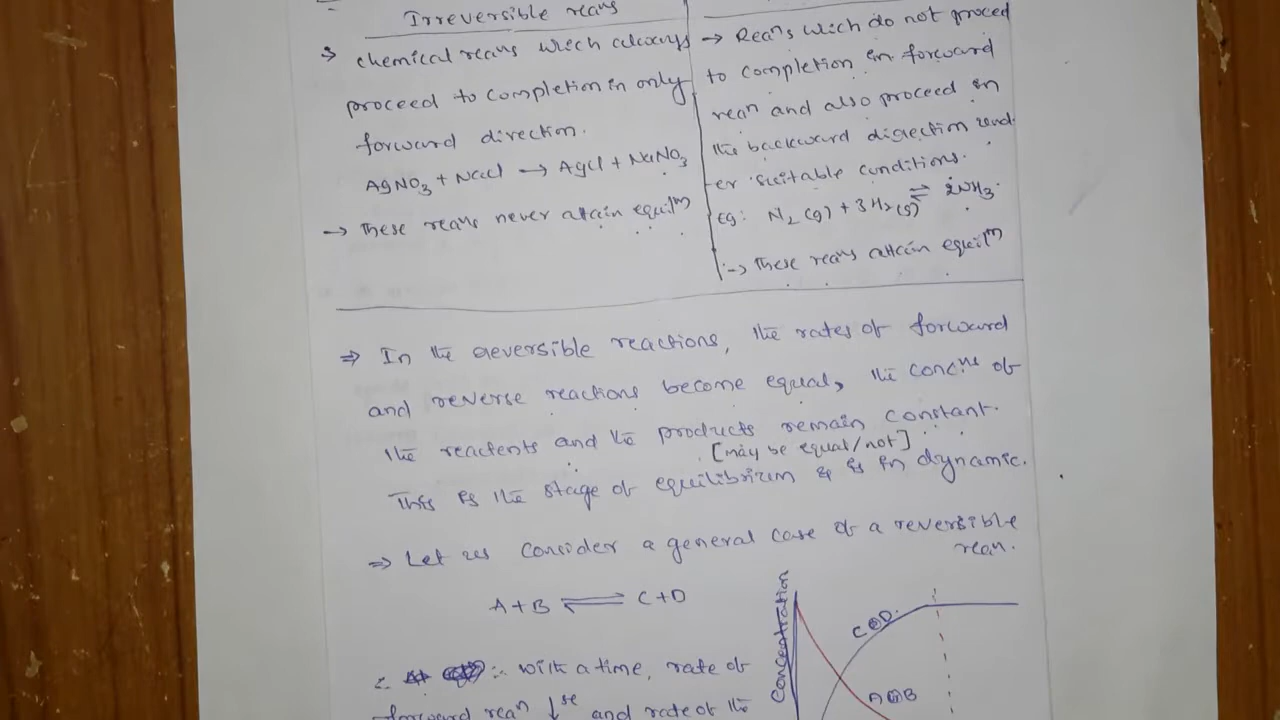 Irreversible reaⁿs
→ chemical reaⁿs which always
proceed to completion in only
forward direction.
AgNO₃ + NaCl → AgCl + NaNO₃
→ These reaⁿs never attain equilᵐ
→ Reaⁿs wich do not proceed
to completion in forward
reaⁿ and also proceed in
the backward direction und-
er suitable conditions.
Eg: N₂(g) + 3H₂(g) ⇌ 2NH₃.
→ These reaⁿs attain equilᵐ
⇒ In the reversible reactions, the rates of forward
and reverse reactions become equal, the concⁿs of
the reactents and the products remain constant.
[may be equal/not]
This is the stage of equilibrium & is in dynamic.
⇒ Let us consider a general case of a reversible
reaⁿ.
A + B ⇌ C + D
∴ with a time, rate of
forward reaⁿ ↓se and rate of the
Concentration
C or D
A or B